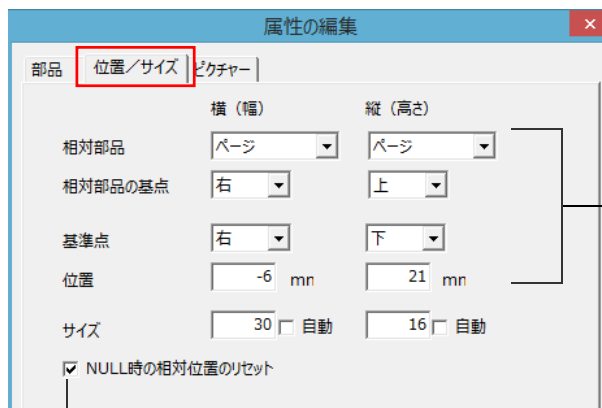 属性の編集
部品 位置／サイズ ピクチャー
横（幅） 縦（高さ）
相対部品 ページ ページ
相対部品の基点 右 上
基準点 右 下
位置 -6 mm 21 mm
サイズ 30 自動 16 自動
NULL時の相対位置のリセット